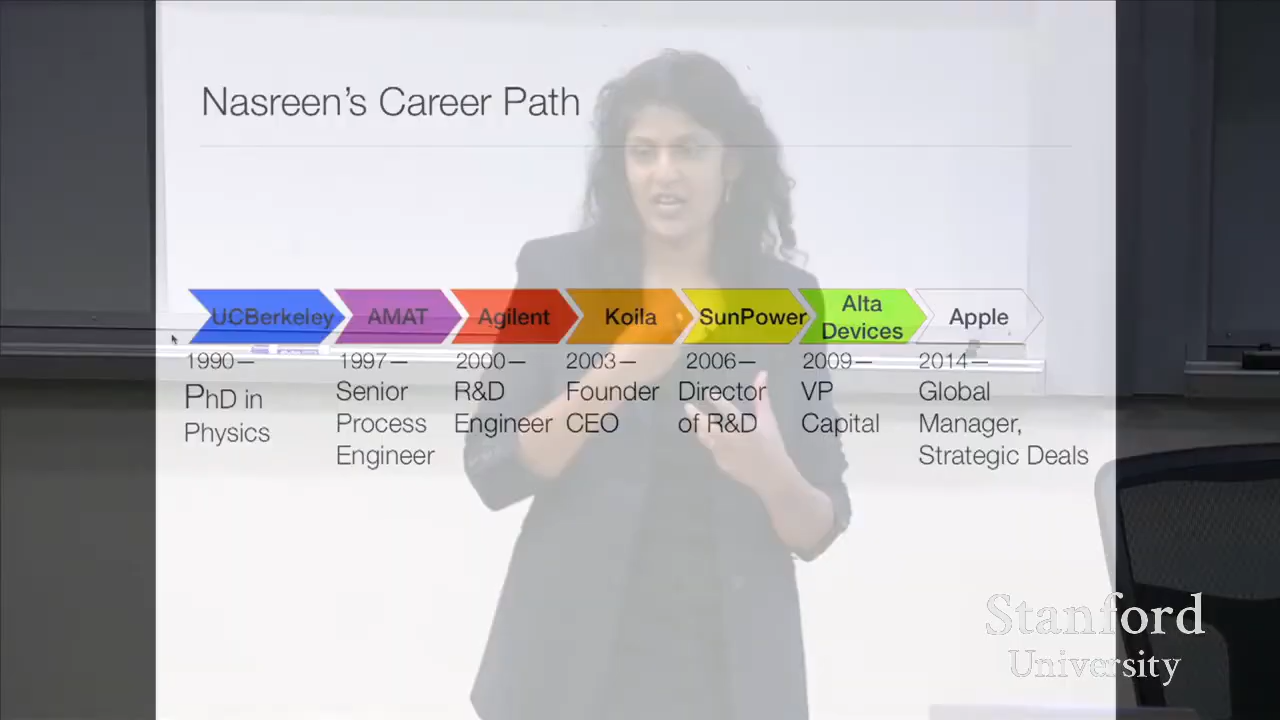 Nasreen's Career Path
UCBerkeley
AMAT
Agilent
Koila
SunPower
Alta
Devices
Apple
1990—
1997—
2000—
2003—
2006—
2009—
2014—
PhD in
Physics
Senior
Process
Engineer
R&D
Engineer
Founder
CEO
Director
of R&D
VP
Capital
Global
Manager,
Strategic Deals
Stanford
University